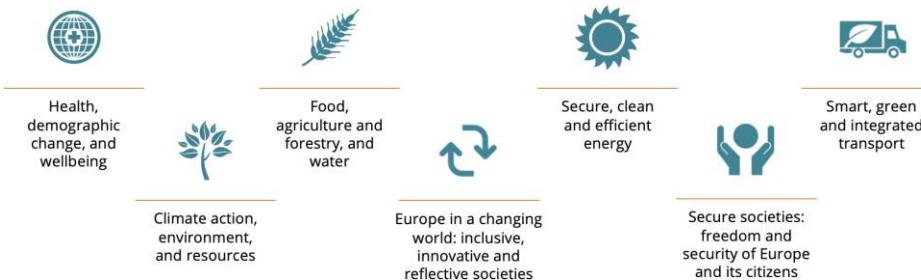 Health,
demographic
change, and
wellbeing
Climate action,
environment,
and resources
Food,
agriculture and
forestry, and
water
Europe in a changing
world: inclusive,
innovative and
reflective societies
Secure, clean
and efficient
energy
Secure societies:
freedom and
security of Europe
and its citizens
Smart, green
and integrated
transport